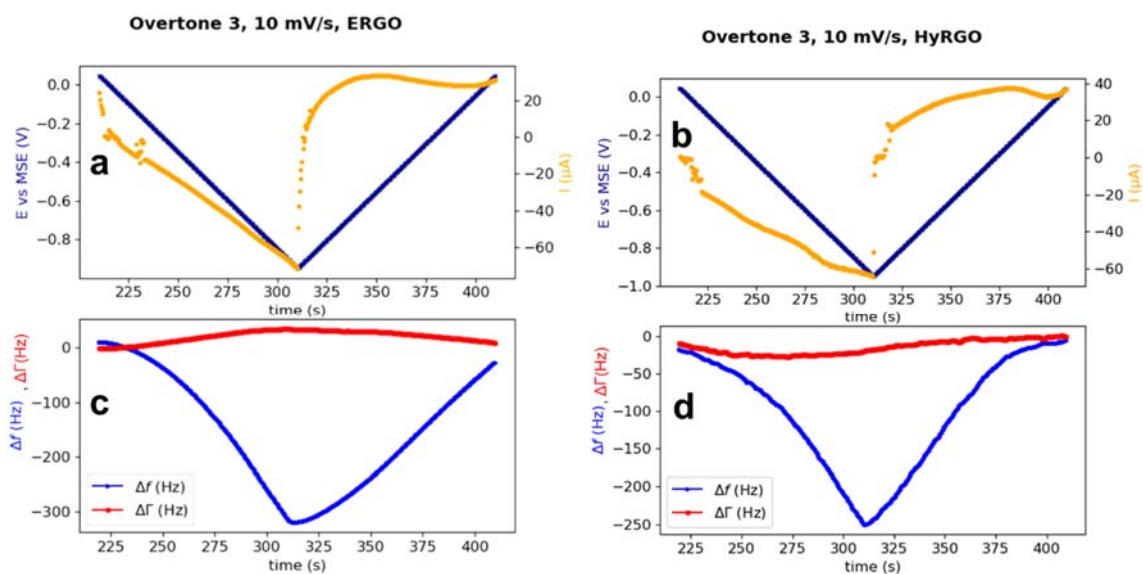 Overtone 3, 10 mV/s, ERGO
0.0
−0.2
−0.4
−0.6
−0.8
E vs MSE (V)
a
20
0
−20
−40
−60
I (µA)
225 250 275 300 325 350 375 400
time (s)
Overtone 3, 10 mV/s, HyRGO
0.0
−0.2
−0.4
−0.6
−0.8
−1.0
E vs MSE (V)
b
40
20
0
−20
−40
−60
I (µA)
225 250 275 300 325 350 375 400
time (s)
0
−100
−200
−300
Δf (Hz) , ΔΓ(Hz)
c
Δf (Hz)
ΔΓ (Hz)
225 250 275 300 325 350 375 400
time (s)
0
−50
−100
−150
−200
−250
Δf (Hz) , ΔΓ(Hz)
d
Δf (Hz)
ΔΓ (Hz)
225 250 275 300 325 350 375 400
time (s)